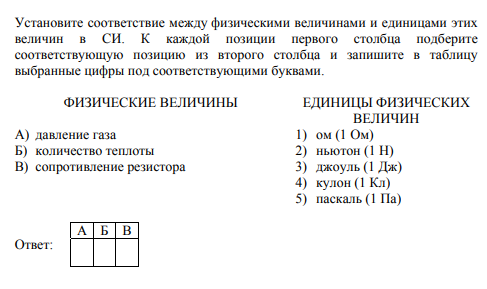 Установите соответствие между физическими величинами и единицами этих
величин в СИ. К каждой позиции первого столбца подберите
соответствующую позицию из второго столбца и запишите в таблицу
выбранные цифры под соответствующими буквами.
ФИЗИЧЕСКИЕ ВЕЛИЧИНЫ
А) давление газа
Б) количество теплоты
В) сопротивление резистора
ЕДИНИЦЫ ФИЗИЧЕСКИХ
ВЕЛИЧИН
1) ом (1 Ом)
2) ньютон (1 Н)
3) джоуль (1 Дж)
4) кулон (1 Кл)
5) паскаль (1 Па)
Ответ:
А Б В